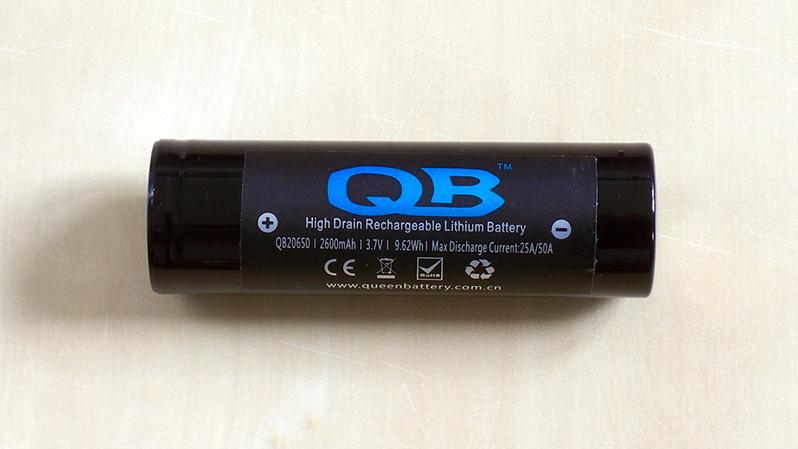 QB™
High Drain Rechargeable Lithium Battery
QB20650 | 2600mAh | 3.7V | 9.62Wh | Max Discharge Current:25A/50A
CE RoHS
www.queenbattery.com.cn